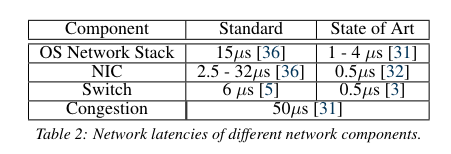 Component Standard State of Art
OS Network Stack 15μs [36] 1 - 4 μs [31]
NIC 2.5 - 32μs [36] 0.5μs [32]
Switch 6 μs [5] 0.5μs [3]
Congestion 50μs [31]
Table 2: Network latencies of different network components.